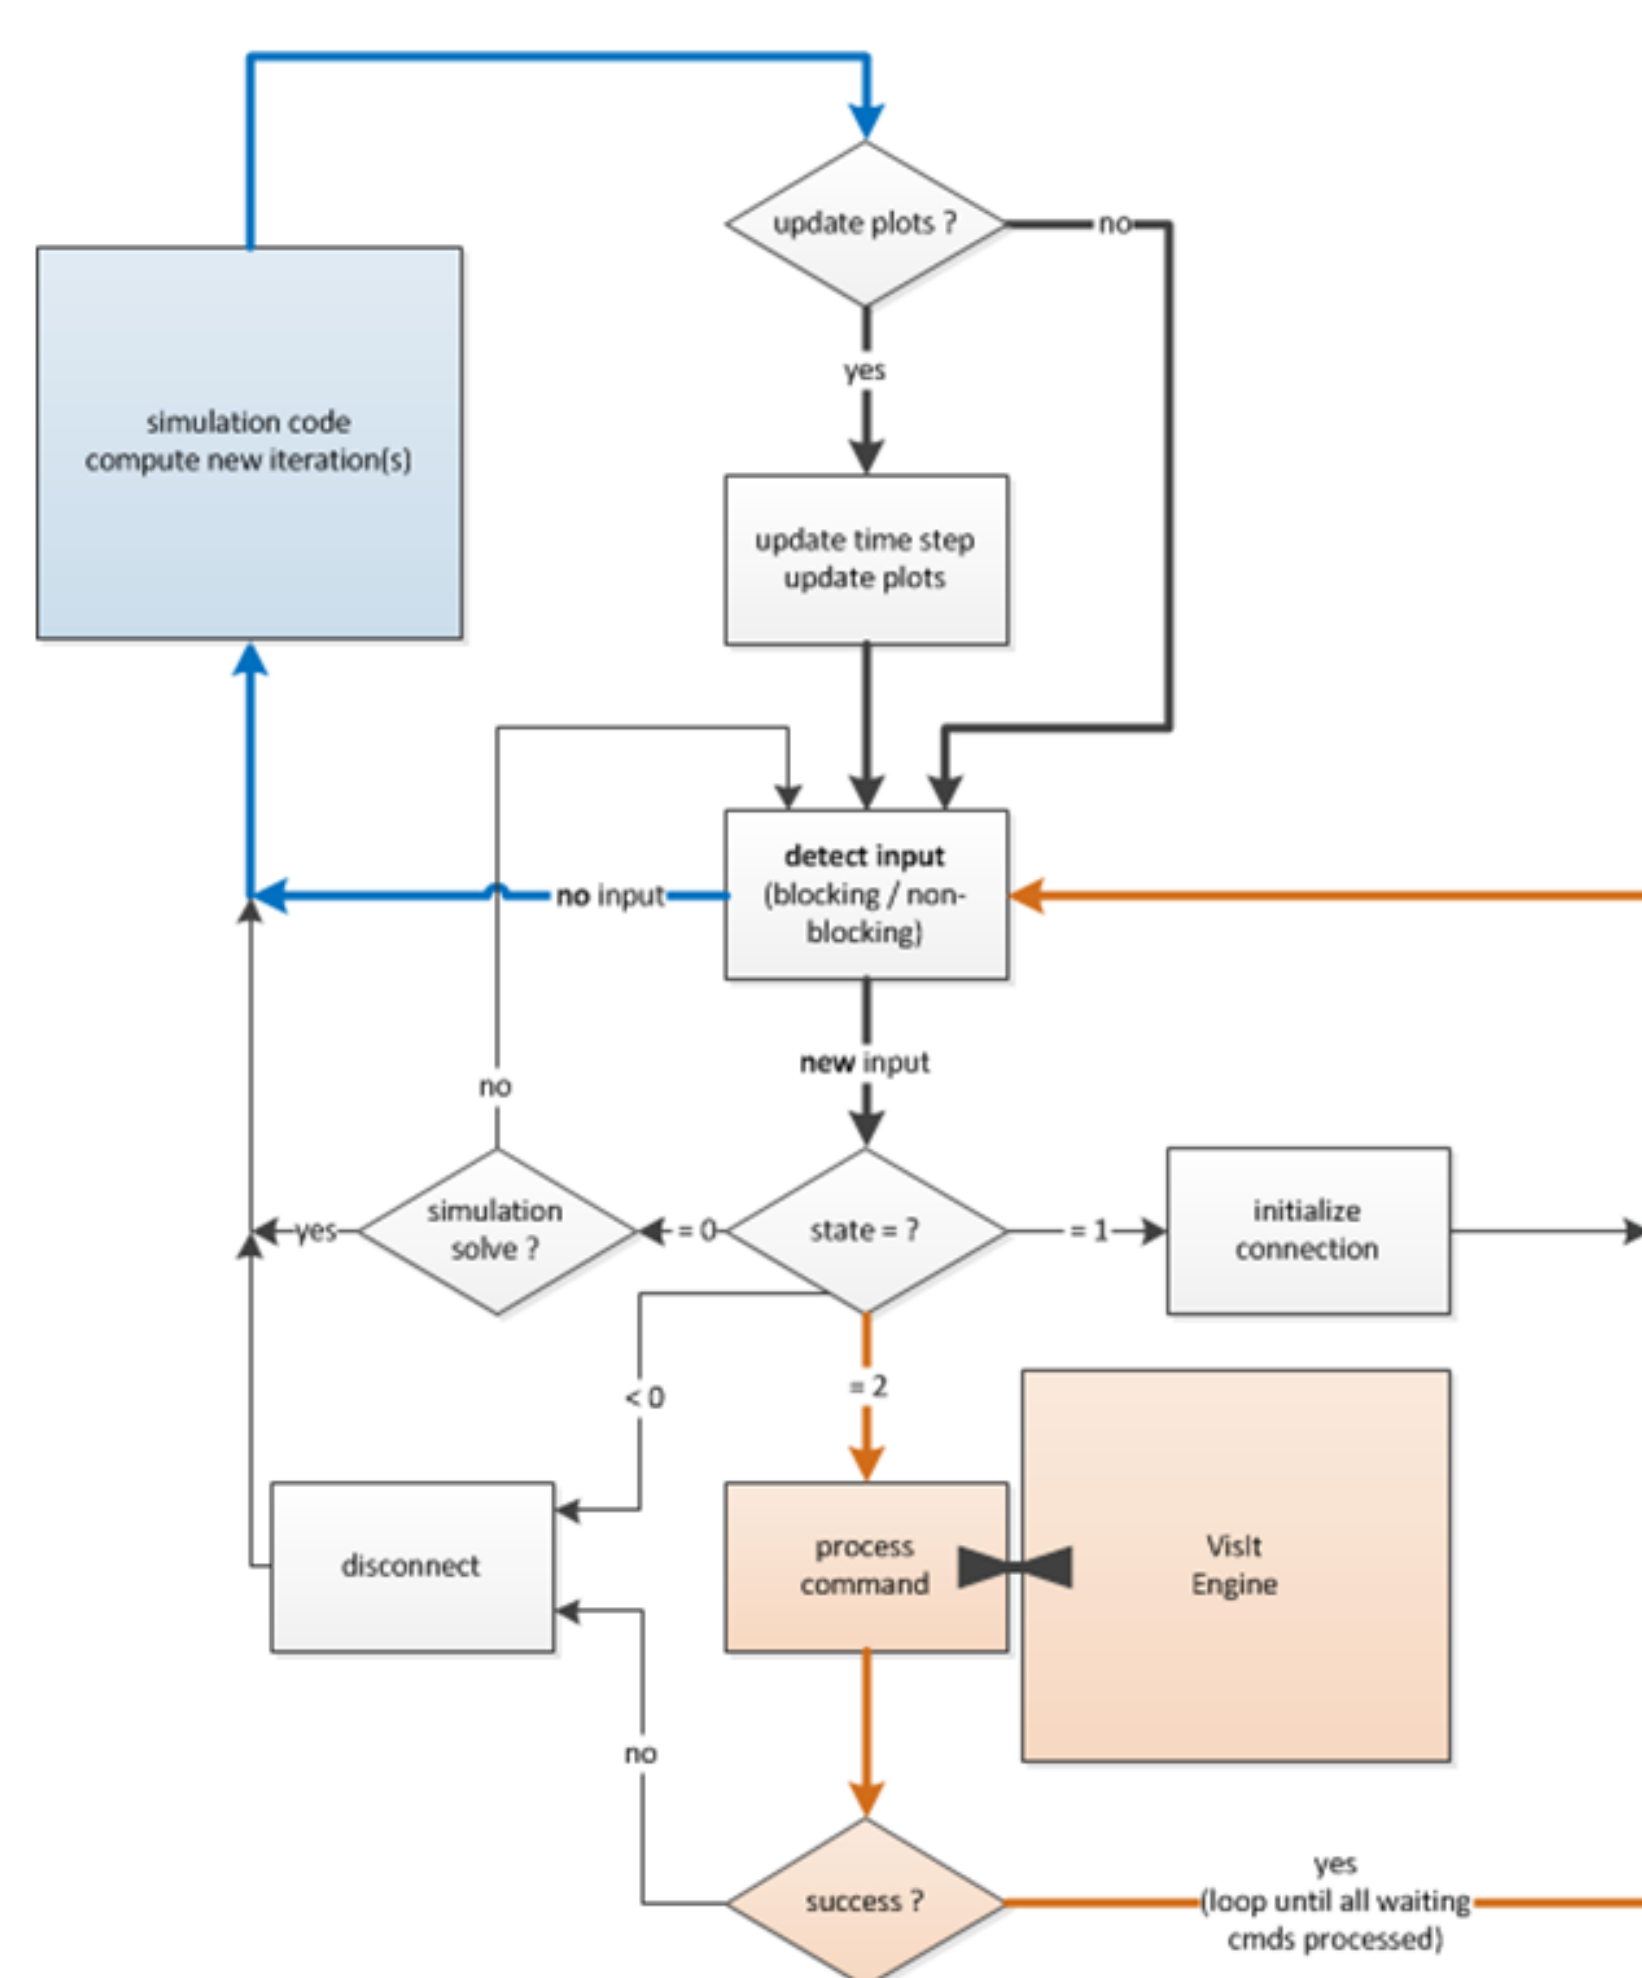 update plots ?
no
yes
simulation code
compute new iteration(s)
update time step
update plots
detect input
(blocking / non-
blocking)
no input
new input
no
simulation
solve ?
yes
= 0
state = ?
= 1
initialize
connection
< 0
= 2
disconnect
process
command
VisIt
Engine
no
success ?
yes
(loop until all waiting
cmds processed)